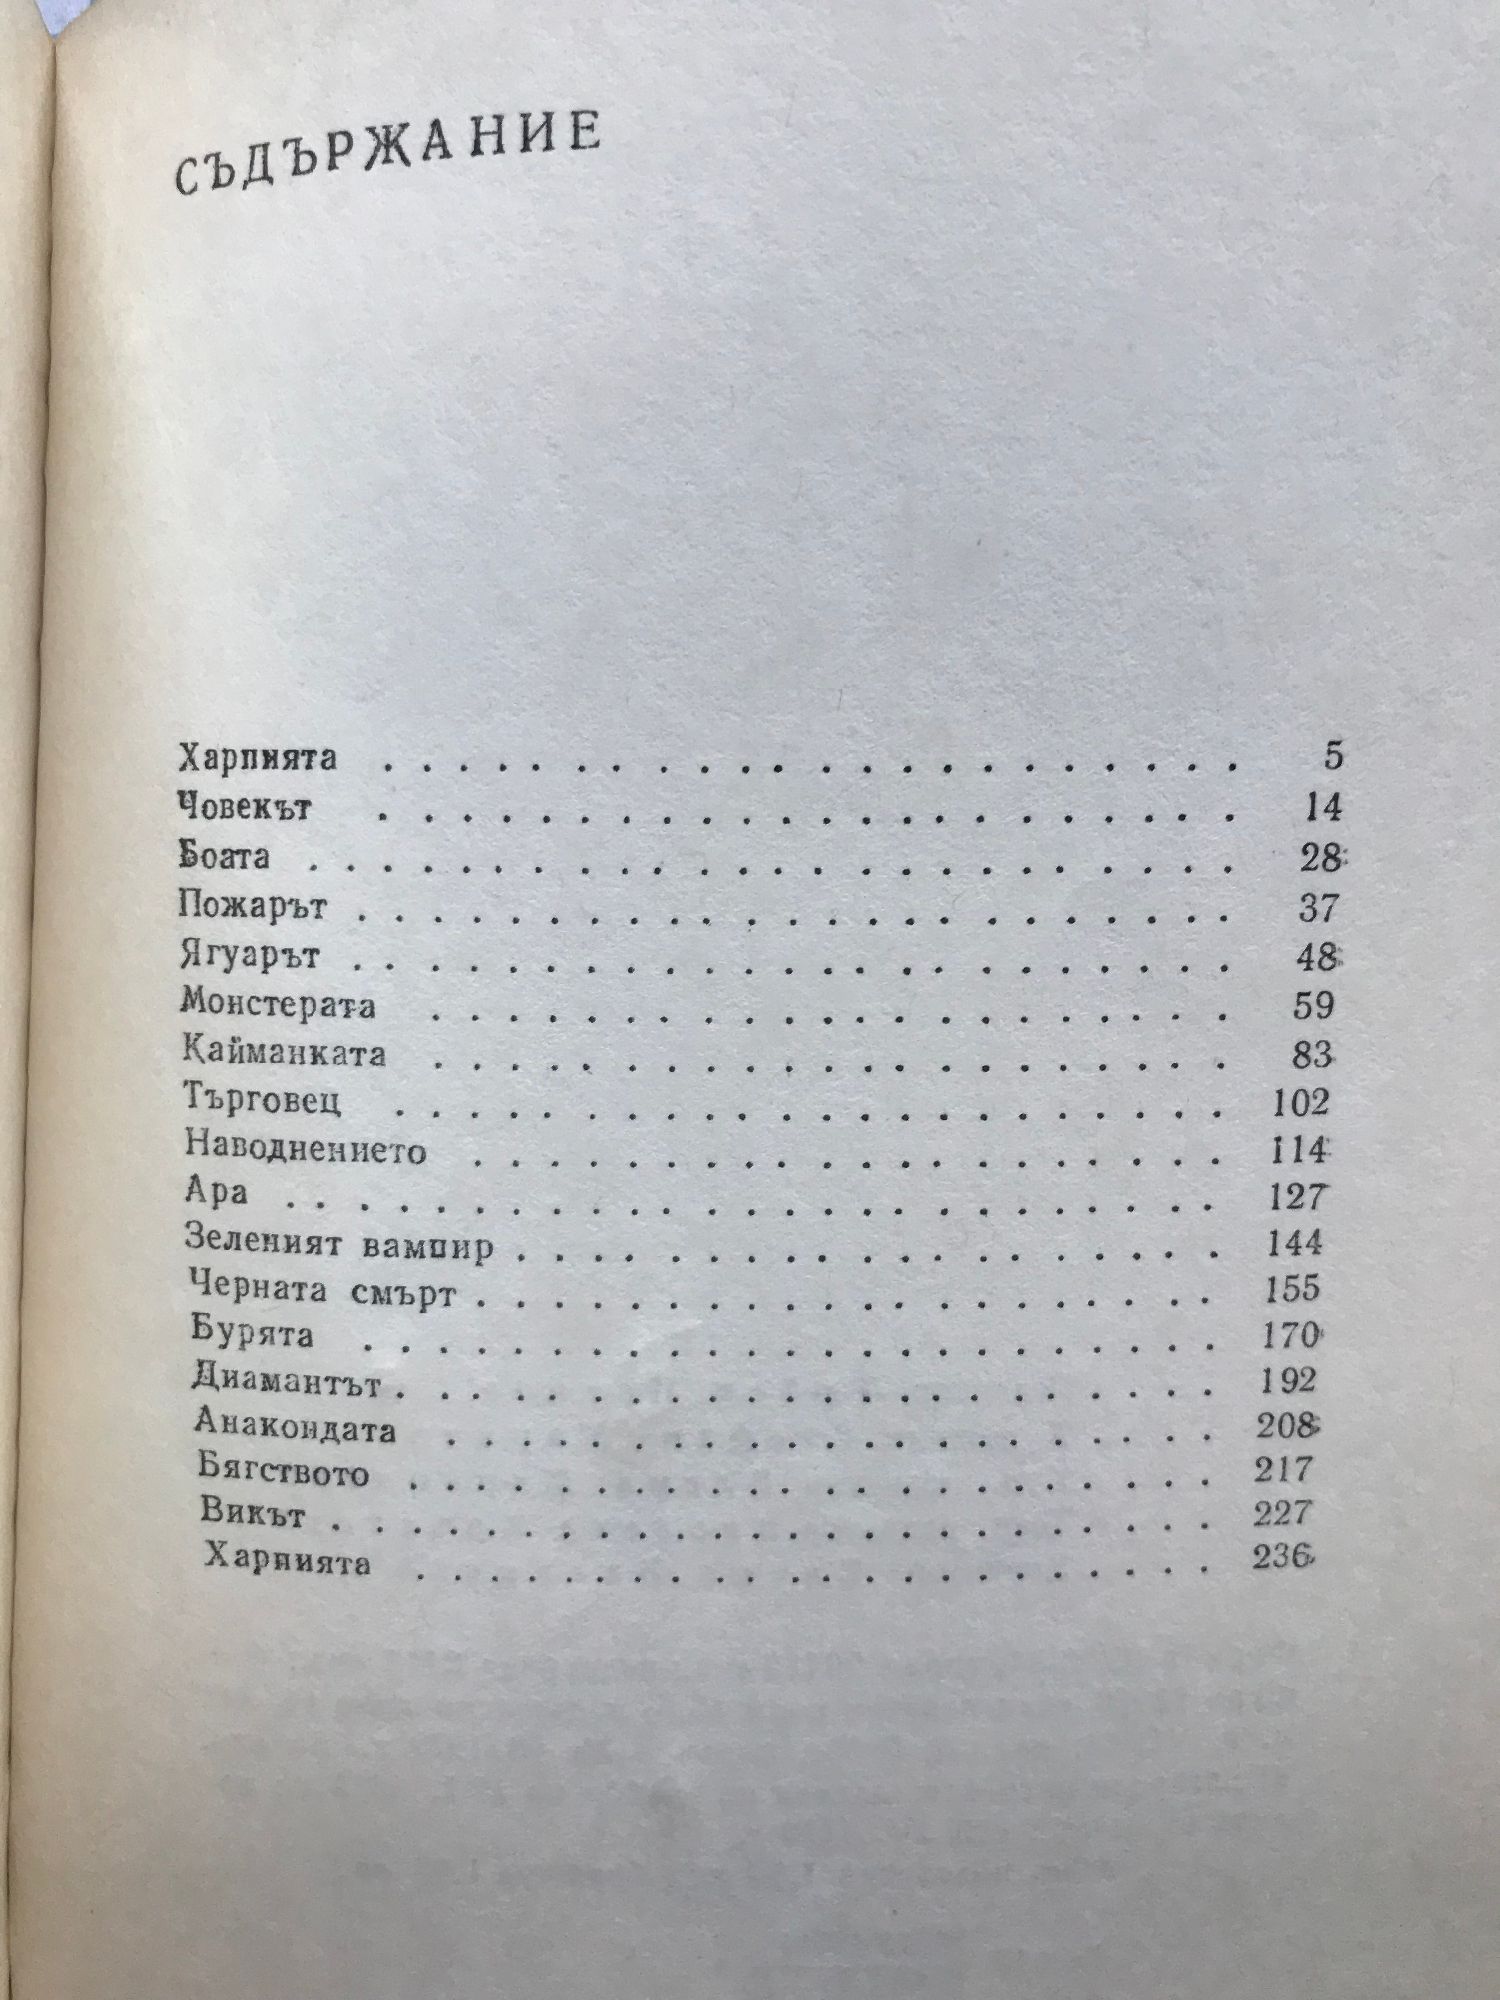 СЪДЪРЖАНИЕ
Харпията . . . . . . . . . . . . . . . . . . . . . . 5
Човекът . . . . . . . . . . . . . . . . . . . . . . 14
Боата . . . . . . . . . . . . . . . . . . . . . . . . 28
Пожарът . . . . . . . . . . . . . . . . . . . . . . . 37
Ягуарът . . . . . . . . . . . . . . . . . . . . . . . 48
Монстерата . . . . . . . . . . . . . . . . . . . . . 59
Кайманката . . . . . . . . . . . . . . . . . . . . . 83
Търговец . . . . . . . . . . . . . . . . . . . . . . 102
Наводнението . . . . . . . . . . . . . . . . . . . . 114
Ара . . . . . . . . . . . . . . . . . . . . . . . . . 127
Зеленият вампир . . . . . . . . . . . . . . . . . . . 144
Черната смърт . . . . . . . . . . . . . . . . . . . . 155
Бурята . . . . . . . . . . . . . . . . . . . . . . . 170
Диамантът . . . . . . . . . . . . . . . . . . . . . . 192
Анакондата . . . . . . . . . . . . . . . . . . . . . 208
Бягството . . . . . . . . . . . . . . . . . . . . . . 217
Викът . . . . . . . . . . . . . . . . . . . . . . . . 227
Харпията . . . . . . . . . . . . . . . . . . . . . . 236